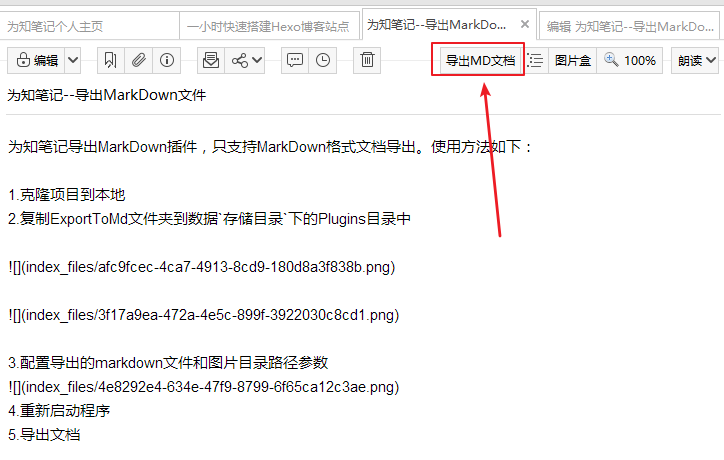 为知笔记个人主页
一小时快速搭建Hexo博客站点
为知笔记--导出MarkDo...
编辑 为知笔记--导出MarkDo...
编辑
导出MD文档
图片盒
100%
朗读
为知笔记--导出MarkDown文件
为知笔记导出MarkDown插件，只支持MarkDown格式文档导出。使用方法如下：
1.克隆项目到本地
2.复制ExportToMd文件夹到数据`存储目录`下的Plugins目录中
![](index_files/afc9fcec-4ca7-4913-8cd9-180d8a3f838b.png)
![](index_files/3f17a9ea-472a-4e5c-899f-3922030c8cd1.png)
3.配置导出的markdown文件和图片目录路径参数
![](index_files/4e8292e4-634e-47f9-8799-6f65ca12c3ae.png)
4.重新启动程序
5.导出文档